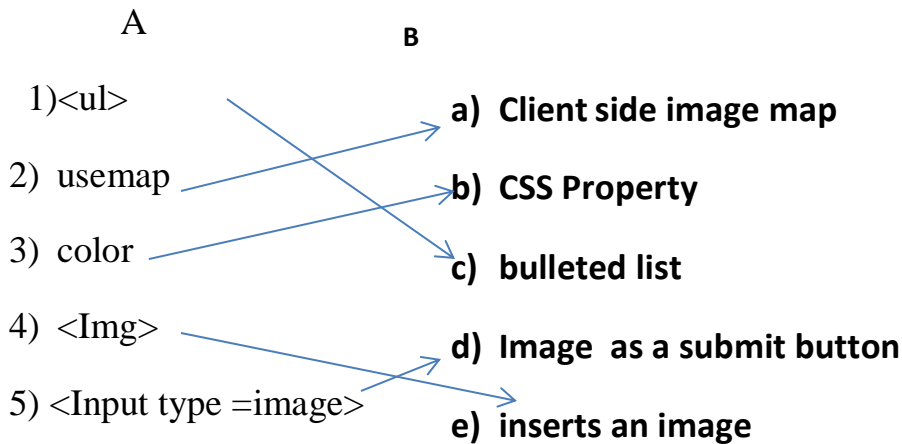 A
B
1)<ul>
a) Client side image map
2) usemap
b) CSS Property
3) color
c) bulleted list
4) <Img>
d) Image as a submit button
5) <Input type =image>
e) inserts an image